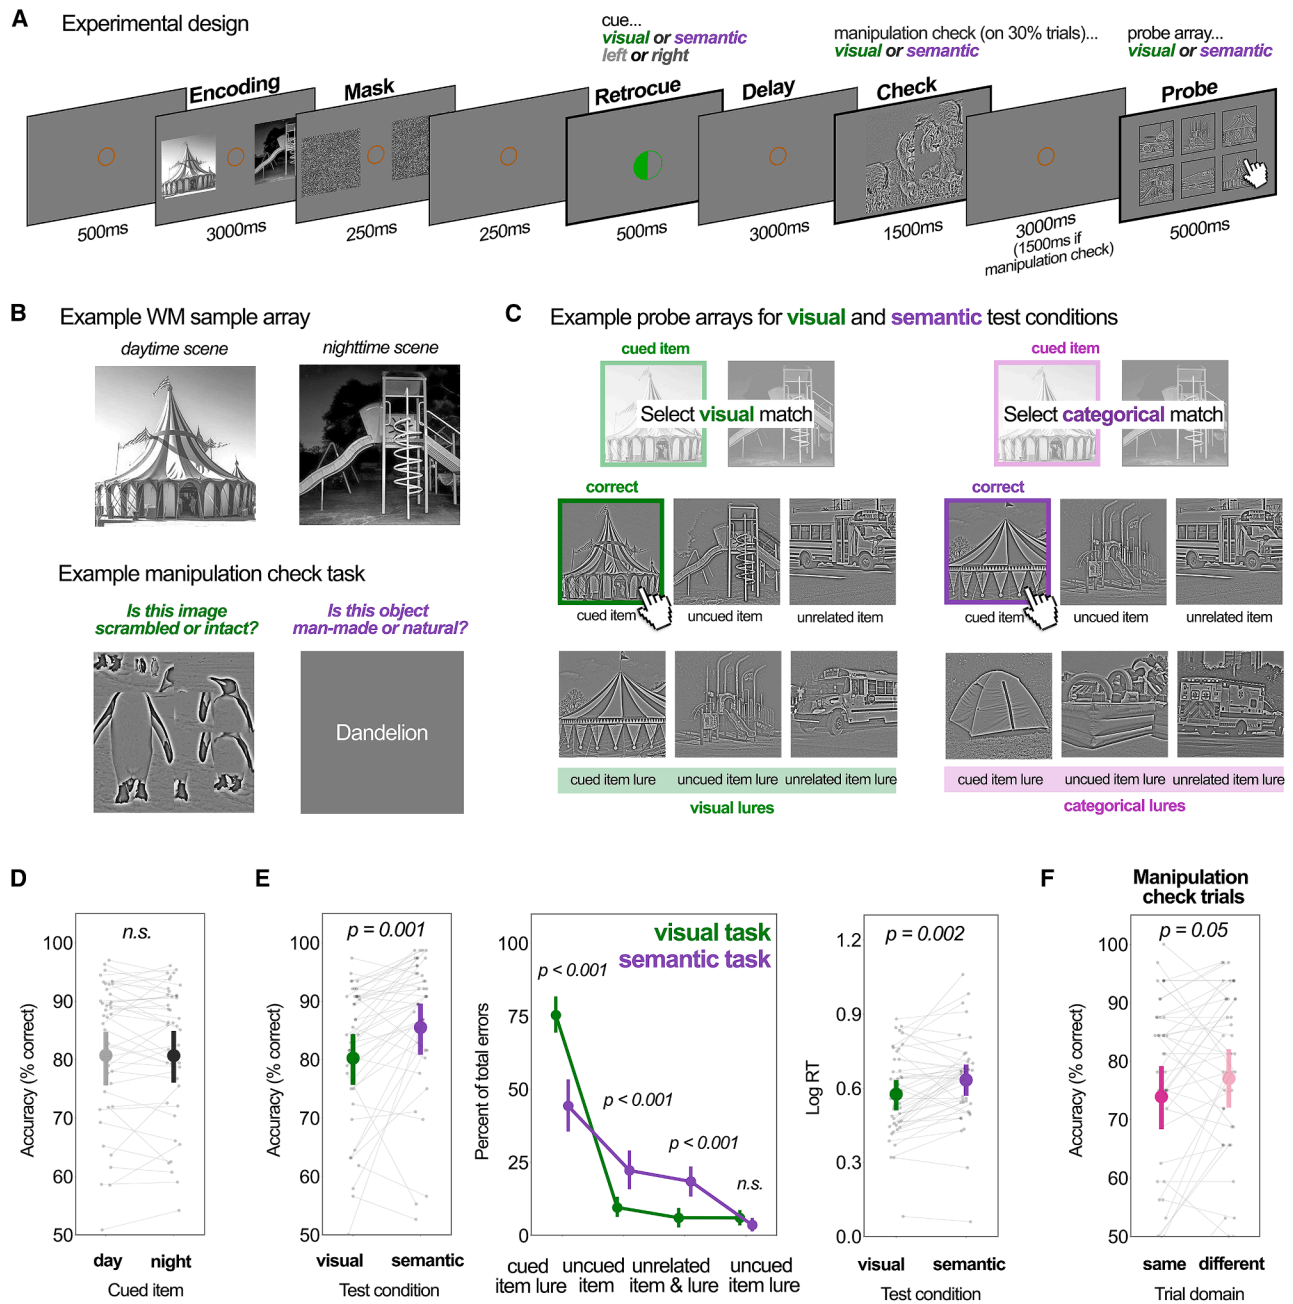 A
Experimental design
cue...
visual or semantic
left or right
manipulation check (on 30% trials)...
visual or semantic
probe array...
visual or semantic
Encoding
Mask
Retrocue
Delay
Check
Probe
500ms
3000ms
250ms
250ms
500ms
3000ms
1500ms
3000ms
(1500ms if
manipulation check)
5000ms
B
Example WM sample array
daytime scene
nighttime scene
Example manipulation check task
Is this image
scrambled or intact?
Is this object
man-made or natural?
Dandelion
C
Example probe arrays for visual and semantic test conditions
cued item
Select visual match
correct
cued item
uncued item
unrelated item
cued item lure
uncued item lure
unrelated item lure
visual lures
cued item
Select categorical match
correct
cued item
uncued item
unrelated item
cued item lure
uncued item lure
unrelated item lure
categorical lures
D
n.s.
Accuracy (% correct)
100
90
80
70
60
50
day
night
Cued item
E
p = 0.001
Accuracy (% correct)
100
90
80
70
60
50
visual
semantic
Test condition
visual task
semantic task
p < 0.001
p < 0.001
p < 0.001
n.s.
Percent of total errors
100
75
50
25
0
cued
item lure
uncued
item
unrelated
item & lure
uncued
item lure
p = 0.002
Log RT
1.2
0.9
0.6
0.3
0.0
visual
semantic
Test condition
F
Manipulation
check trials
p = 0.05
Accuracy (% correct)
100
90
80
70
60
50
same
different
Trial domain